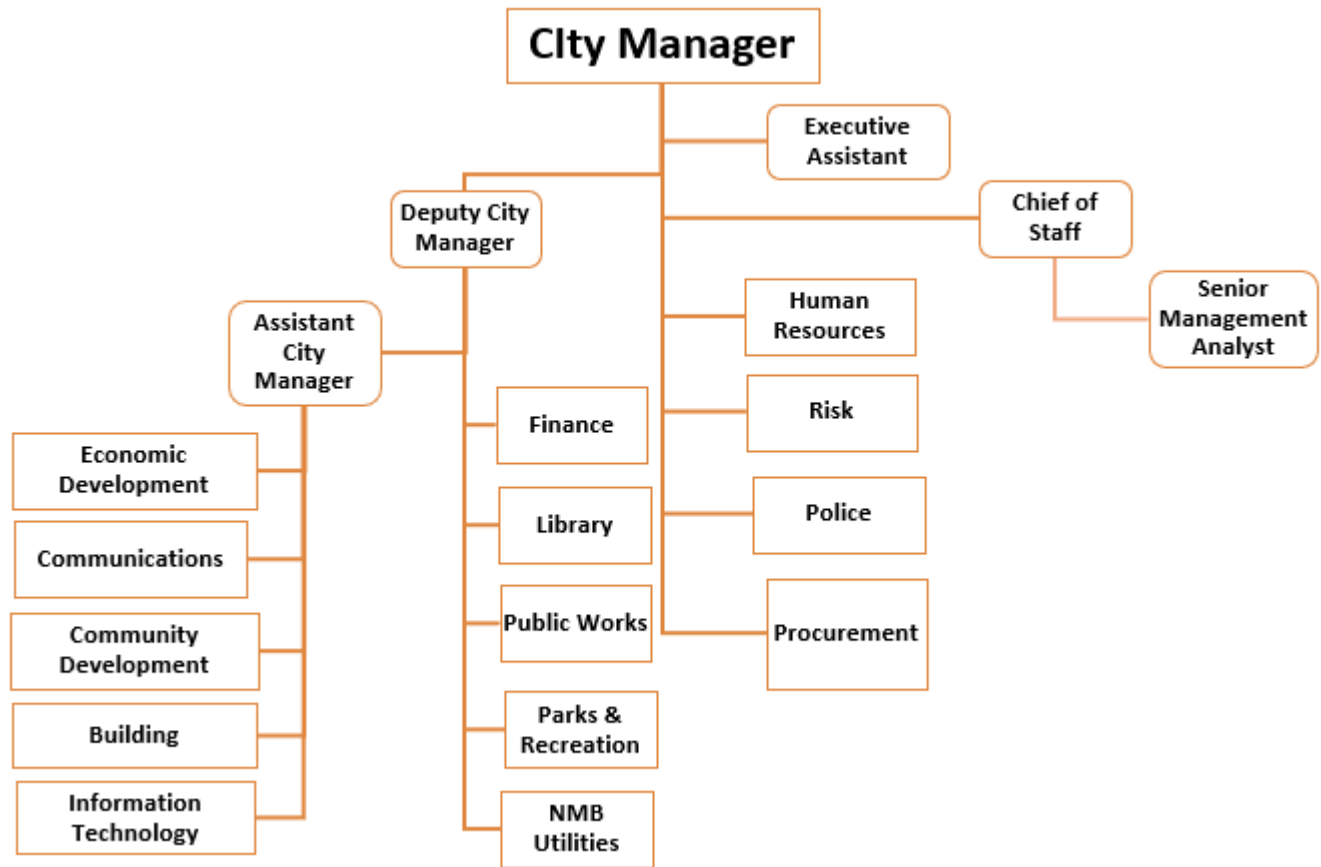 CIty Manager
Executive
Assistant
Deputy City
Manager
Chief of
Staff
Senior
Management
Analyst
Human
Resources
Assistant
City
Manager
Risk
Finance
Economic
Development
Police
Library
Communications
Public Works
Procurement
Community
Development
Parks &
Recreation
Building
Information
Technology
NMB
Utilities